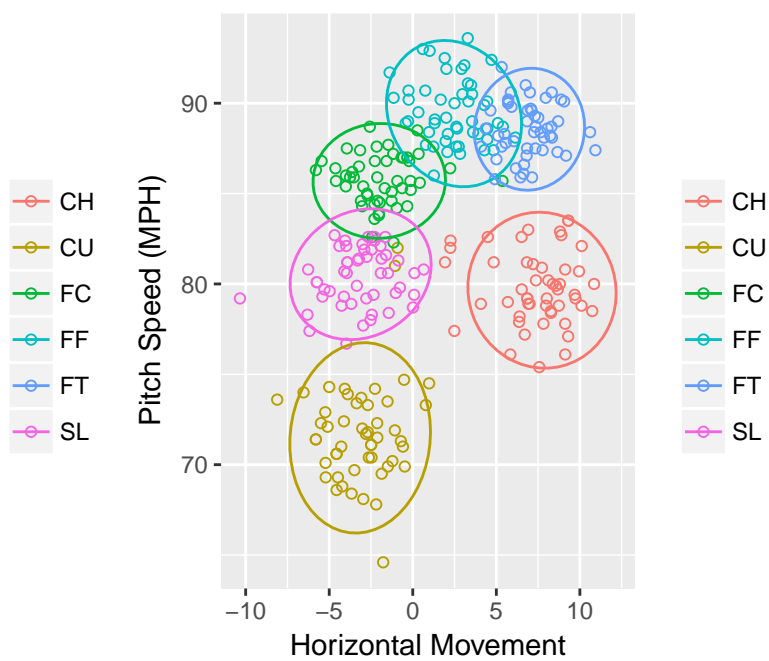 CH
CU
FC
FF
FT
SL
Pitch Speed (MPH)
90
80
70
−10
−5
0
5
10
Horizontal Movement
CH
CU
FC
FF
FT
SL